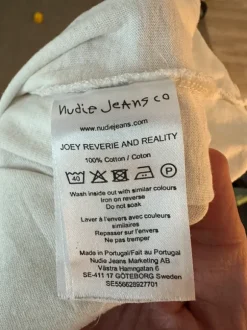 nudie Jeans co
www.nudiejeans.com
JOEY REVERIE AND REALITY
100% Cotton / Coton
40 P
Wash inside out with similar colours
Iron on reverse
Do not soak
Laver à l'envers avec couleurs
similaires
Repasser sur l'envers
Ne pas tremper
Made in Portugal/Fait au Portugal
Nudie Jeans Marketing AB
Västra Hamngatan 6
SE-411 17 GÖTEBORG Sweden
SE556628927701